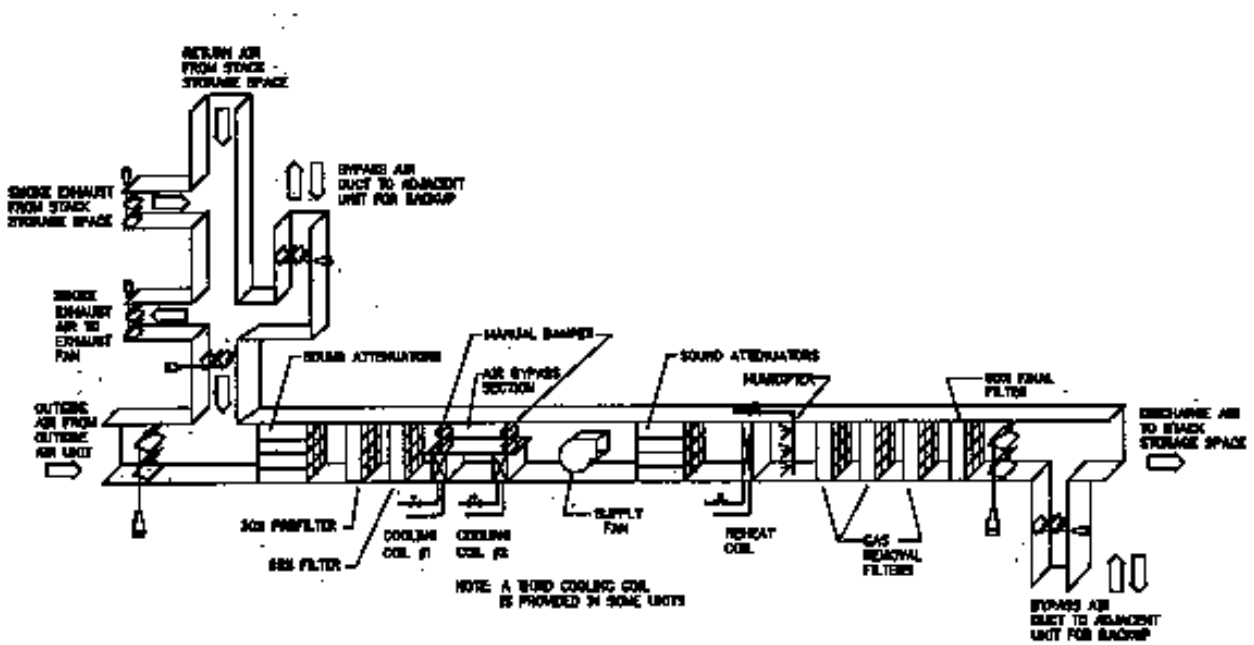 RETURN AIR
FROM STACK
STORAGE SPACE
BYPASS AIR
DUCT TO ADJACENT
UNIT FOR BACKUP
SMOKE EXHAUST
FROM STACK
STORAGE SPACE
SMOKE
EXHAUST
AIR TO
EXHAUST
FAN
MANUAL DAMPER
SOUND ATTENUATORS
AIR BYPASS
SECTION
SOUND ATTENUATORS
HUMIDIFIER
FINAL
FILTER
OUTSIDE
AIR FROM
OUTSIDE
AIR UNIT
DISCHARGE AIR
TO STACK
STORAGE SPACE
30% PREFILTER
FILTER
COOLING
COIL #1
COOLING
COIL #2
SUPPLY
FAN
REHEAT
COIL
GAS
REMOVAL
FILTERS
NOTE: A THIRD COOLING COIL
IS PROVIDED IN SOME UNITS
BYPASS AIR
DUCT TO ADJACENT
UNIT FOR BACKUP